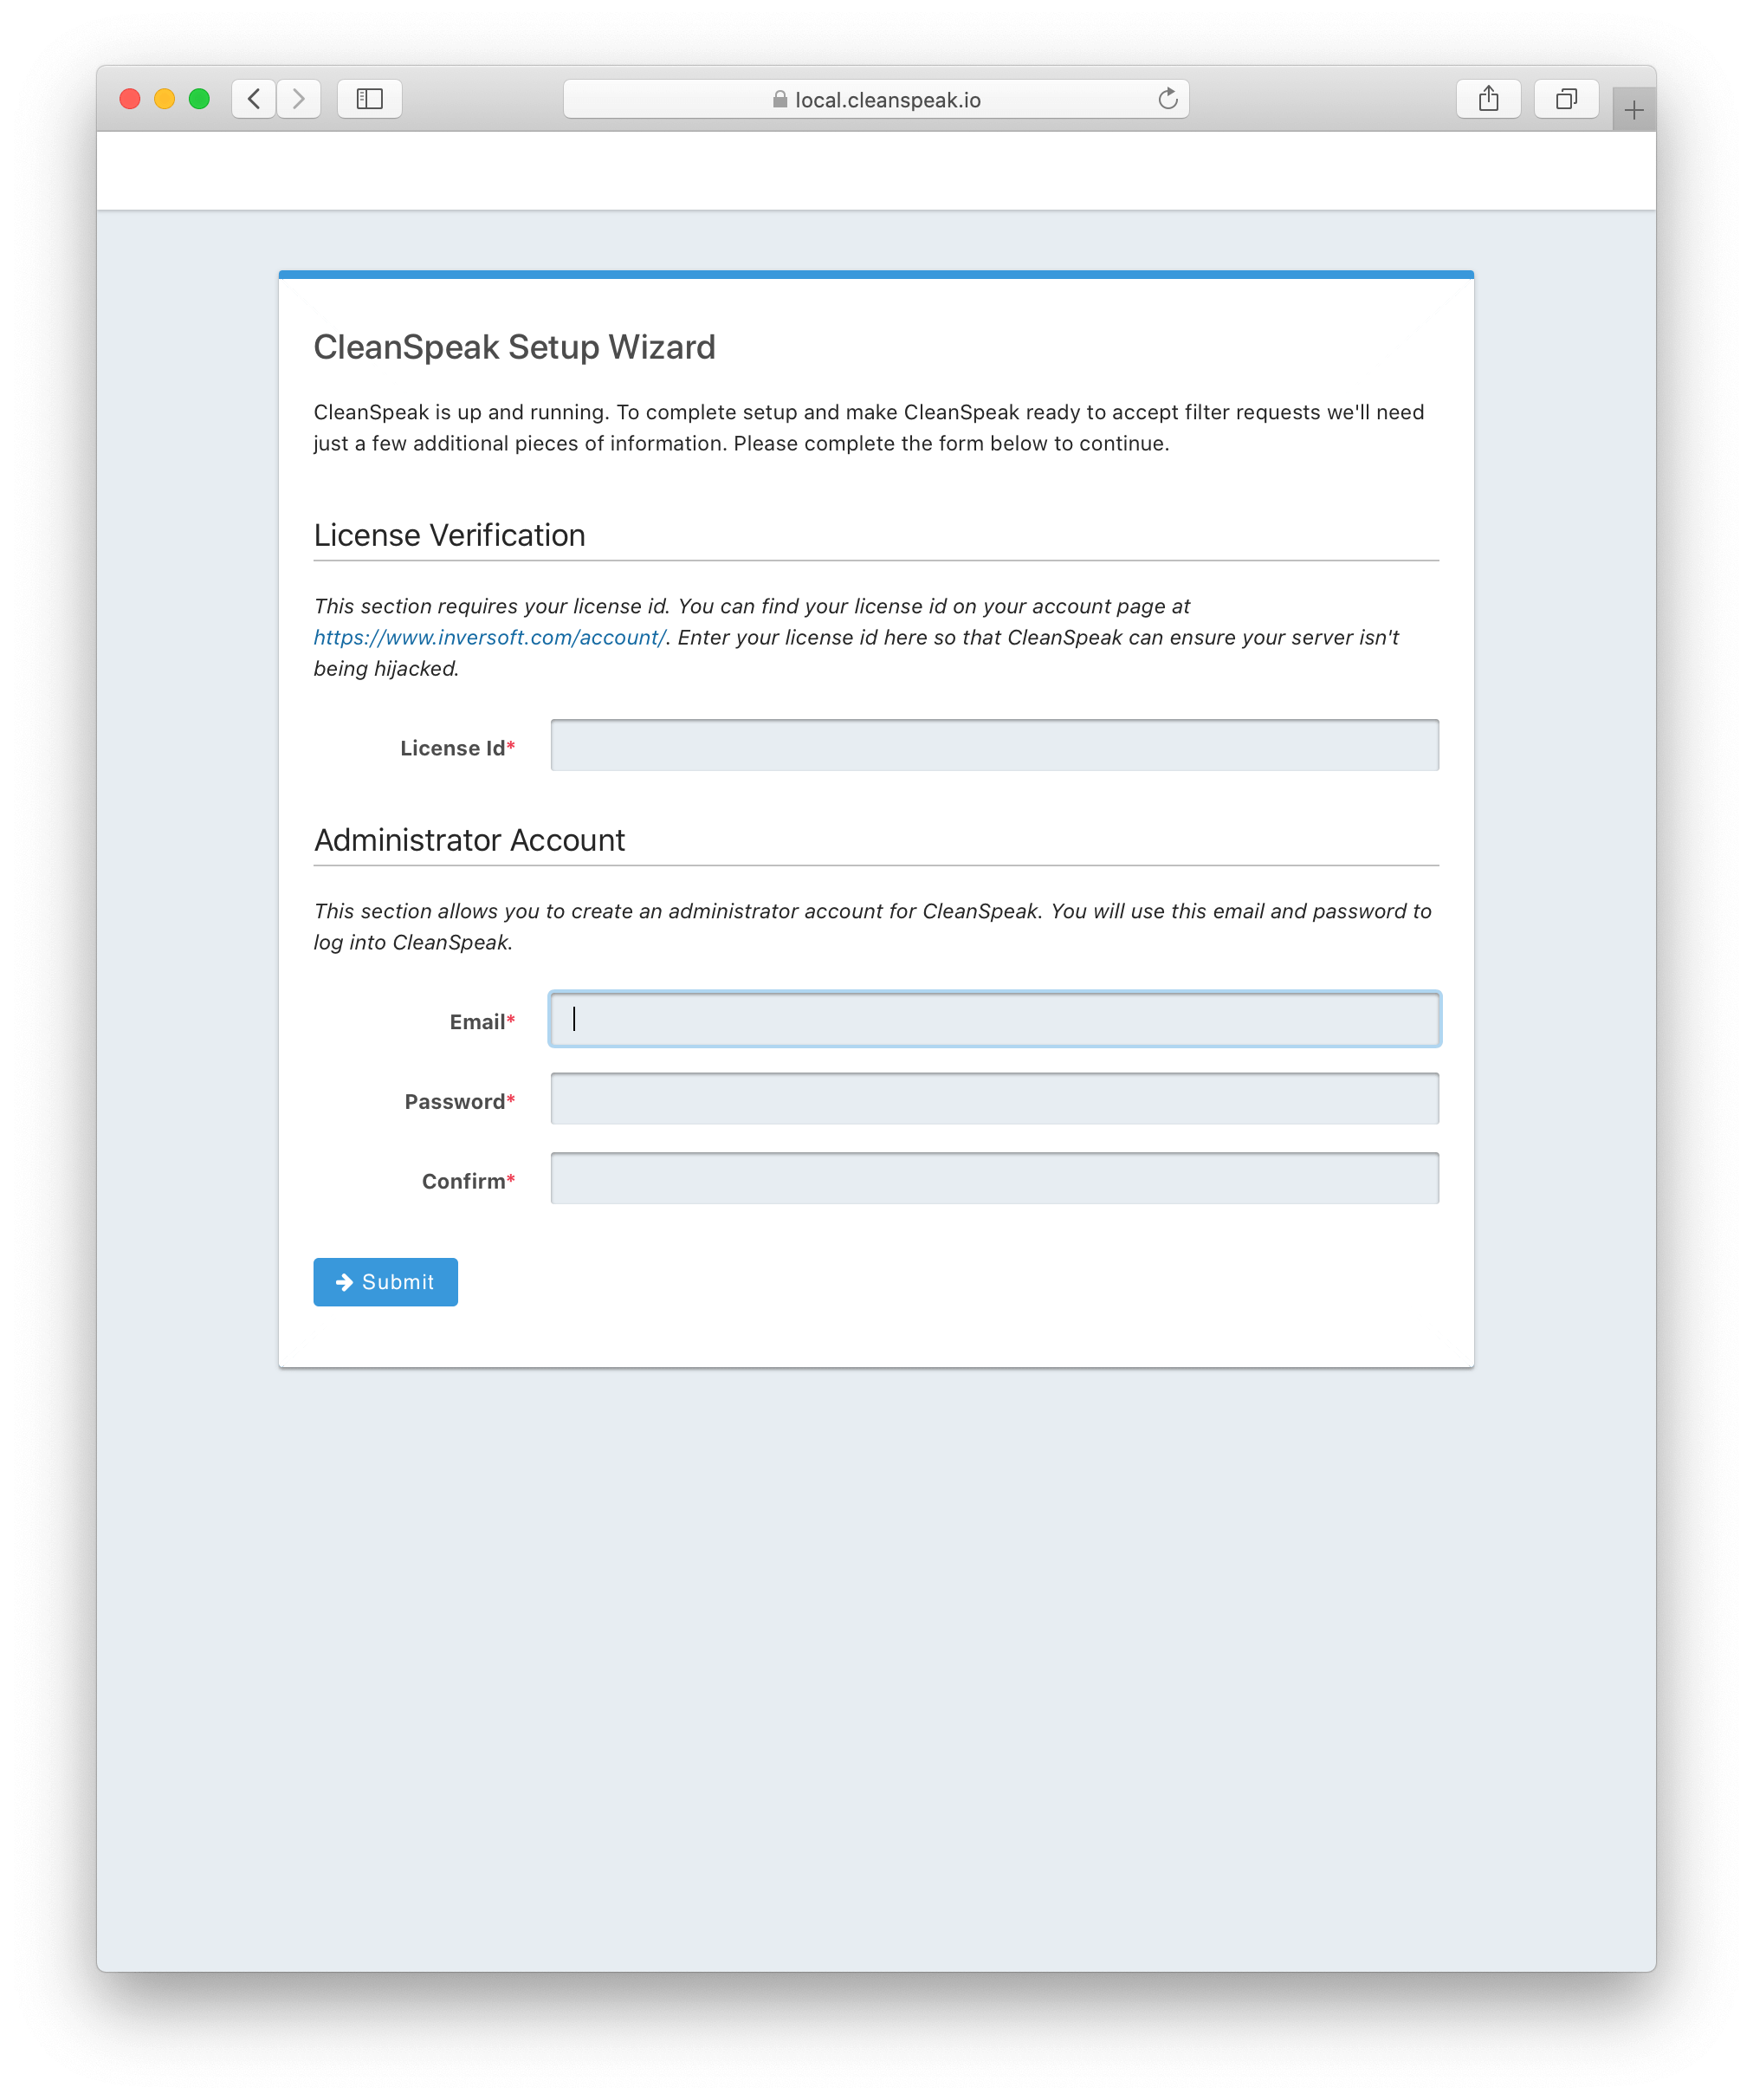 local.cleanspeak.io
CleanSpeak Setup Wizard
CleanSpeak is up and running. To complete setup and make CleanSpeak ready to accept filter requests we'll need
just a few additional pieces of information. Please complete the form below to continue.
License Verification
This section requires your license id. You can find your license id on your account page at
https://www.inversoft.com/account/. Enter your license id here so that CleanSpeak can ensure your server isn't
being hijacked.
License Id*
Administrator Account
This section allows you to create an administrator account for CleanSpeak. You will use this email and password to
log into CleanSpeak.
Email*
Password*
Confirm*
Submit